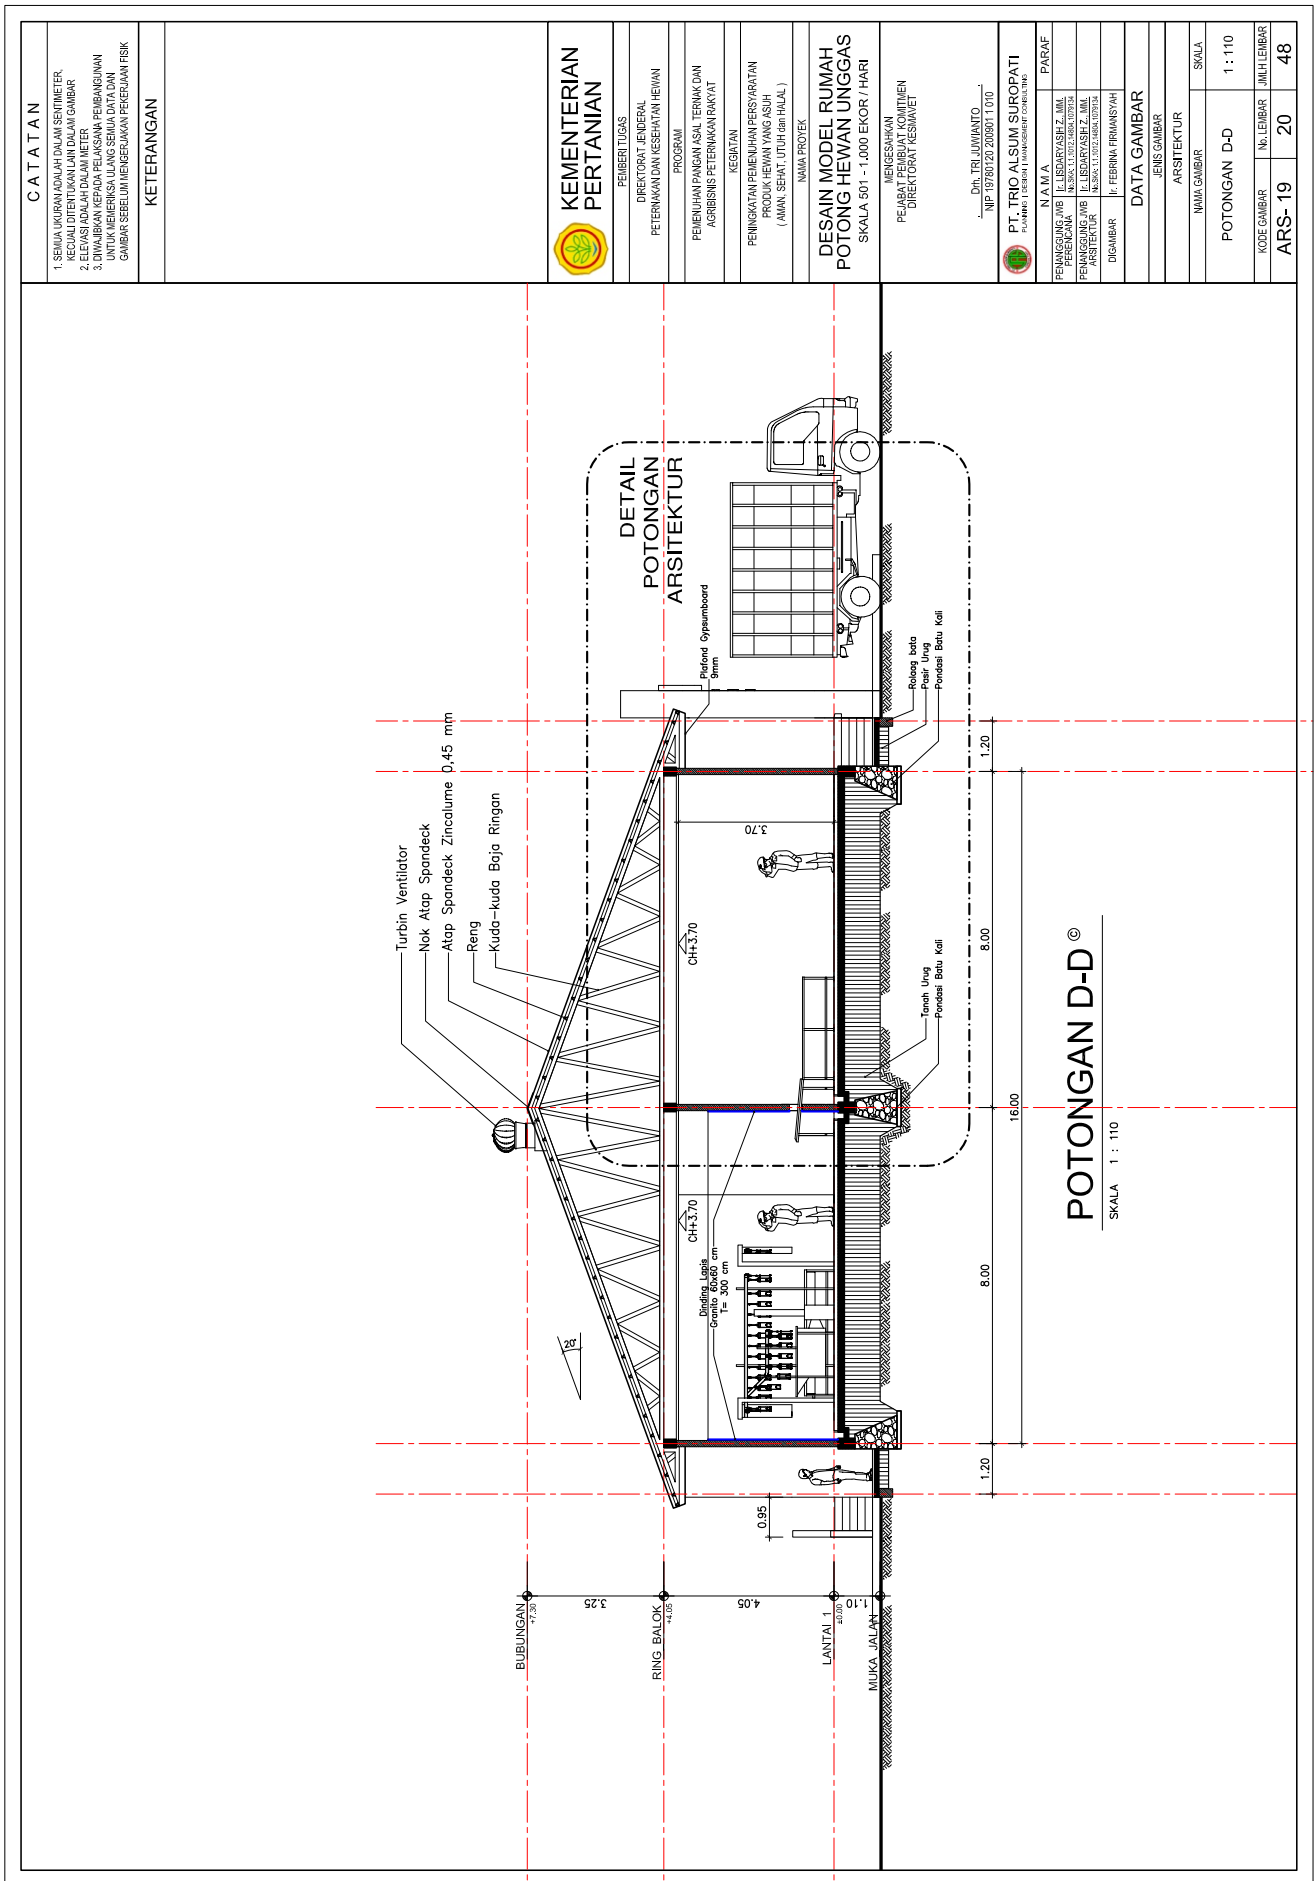 C A T A T A N
1. SEMUA UKURAN ADALAH DALAM SENTIMETER,
KECUALI DITENTUKAN LAIN DALAM GAMBAR
2. ELEVASI ADALAH DALAM METER
3. DIWAJIBKAN KEPADA PELAKSANA PEMBANGUNAN
UNTUK MEMERIKSA ULANG SEMUA DATA DAN
GAMBAR SEBELUM MENGERJAKAN PEKERJAAN FISIK
KETERANGAN
KEMENTERIAN
PERTANIAN
PEMBERI TUGAS
DIREKTORAT JENDERAL
PETERNAKAN DAN KESEHATAN HEWAN
PROGRAM
PEMENUHAN PANGAN ASAL TERNAK DAN
AGRIBISNIS PETERNAKAN RAKYAT
KEGIATAN
PENINGKATAN PEMENUHAN PERSYARATAN
PRODUK HEWAN YANG ASUH
( AMAN, SEHAT, UTUH dan HALAL )
NAMA PROYEK
DESAIN MODEL RUMAH
POTONG HEWAN UNGGAS
SKALA 501 - 1.000 EKOR / HARI
MENGESAHKAN
PEJABAT PEMBUAT KOMITMEN
DIREKTORAT KESMAVET
Drh. TRI JUWIANTO
NIP 19780120 200901 1 010
PT. TRIO ALSUM SUROPATI
PLANNING | DESIGN | MANAGEMENT CONSULTING
N A M A
PARAF
PENANGGUNG JWB
PERENCANA
Ir. LISDARYASIH Z., MM.
PENANGGUNG JWB
ARSITEKTUR
Ir. LISDARYASIH Z., MM.
DIGAMBAR
Ir. FEBRINA FIRMANSYAH
DATA GAMBAR
JENIS GAMBAR
ARSITEKTUR
NAMA GAMBAR
SKALA
POTONGAN D-D
1 : 110
KODE GAMBAR
No. LEMBAR
JMLH LEMBAR
ARS- 19
20
48
Turbin Ventilator
Nok Atap Spandeck
Atap Spandeck Zincalume 0,45 mm
Reng
Kuda-kuda Baja Ringan
DETAIL
POTONGAN
ARSITEKTUR
Plafond Gypsumboard
9mm
20°
BUBUNGAN
+7.30
3.25
RING BALOK
+4.05
4.05
LANTAI 1
±0.00
1.10
MUKA JALAN
0.95
CH+3.70
CH+3.70
3.70
Dinding Lapis
Granito 60x60 cm
T= 300 cm
Tanah Urug
Pondasi Batu Kali
Rolaag bata
Pasir Urug
Pondasi Batu Kali
1.20
8.00
8.00
1.20
16.00
POTONGAN D-D ©
SKALA 1 : 110